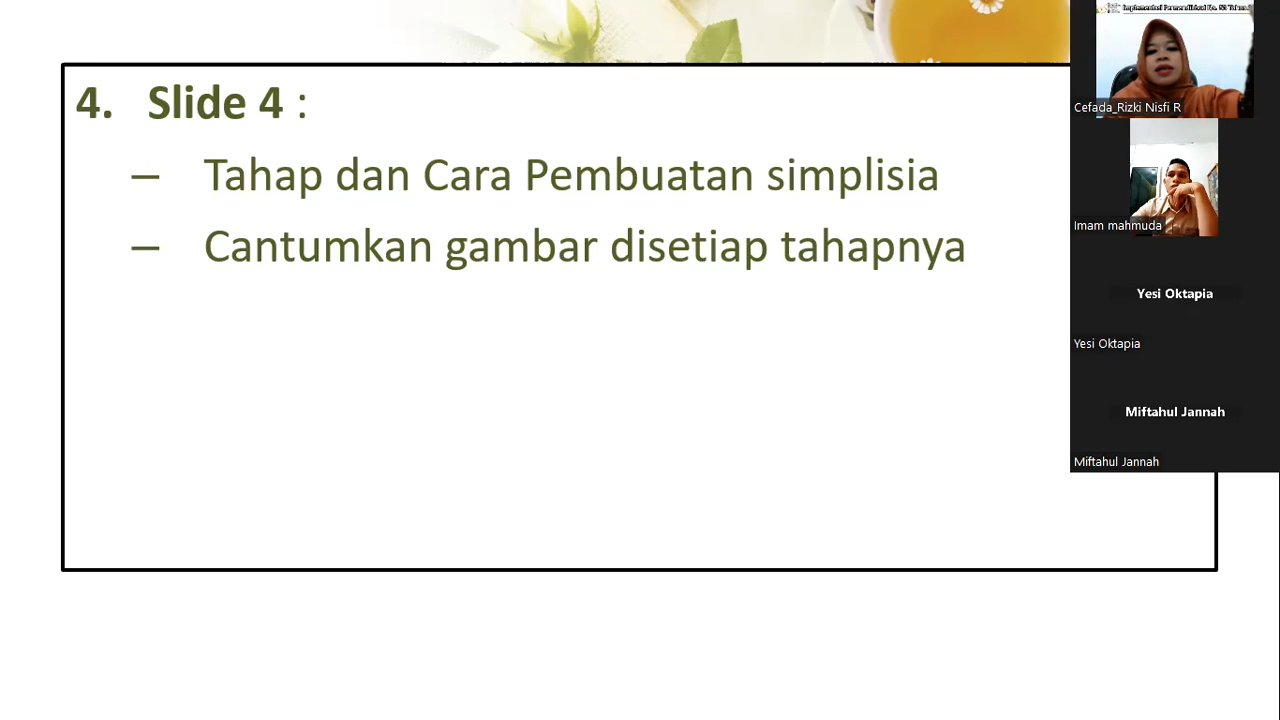 4. Slide 4 :
– Tahap dan Cara Pembuatan simplisia
– Cantumkan gambar disetiap tahapnya
Cefada_Rizki Nisfi R
Imam mahmuda
Yesi Oktapia
Yesi Oktapia
Miftahul Jannah
Miftahul Jannah